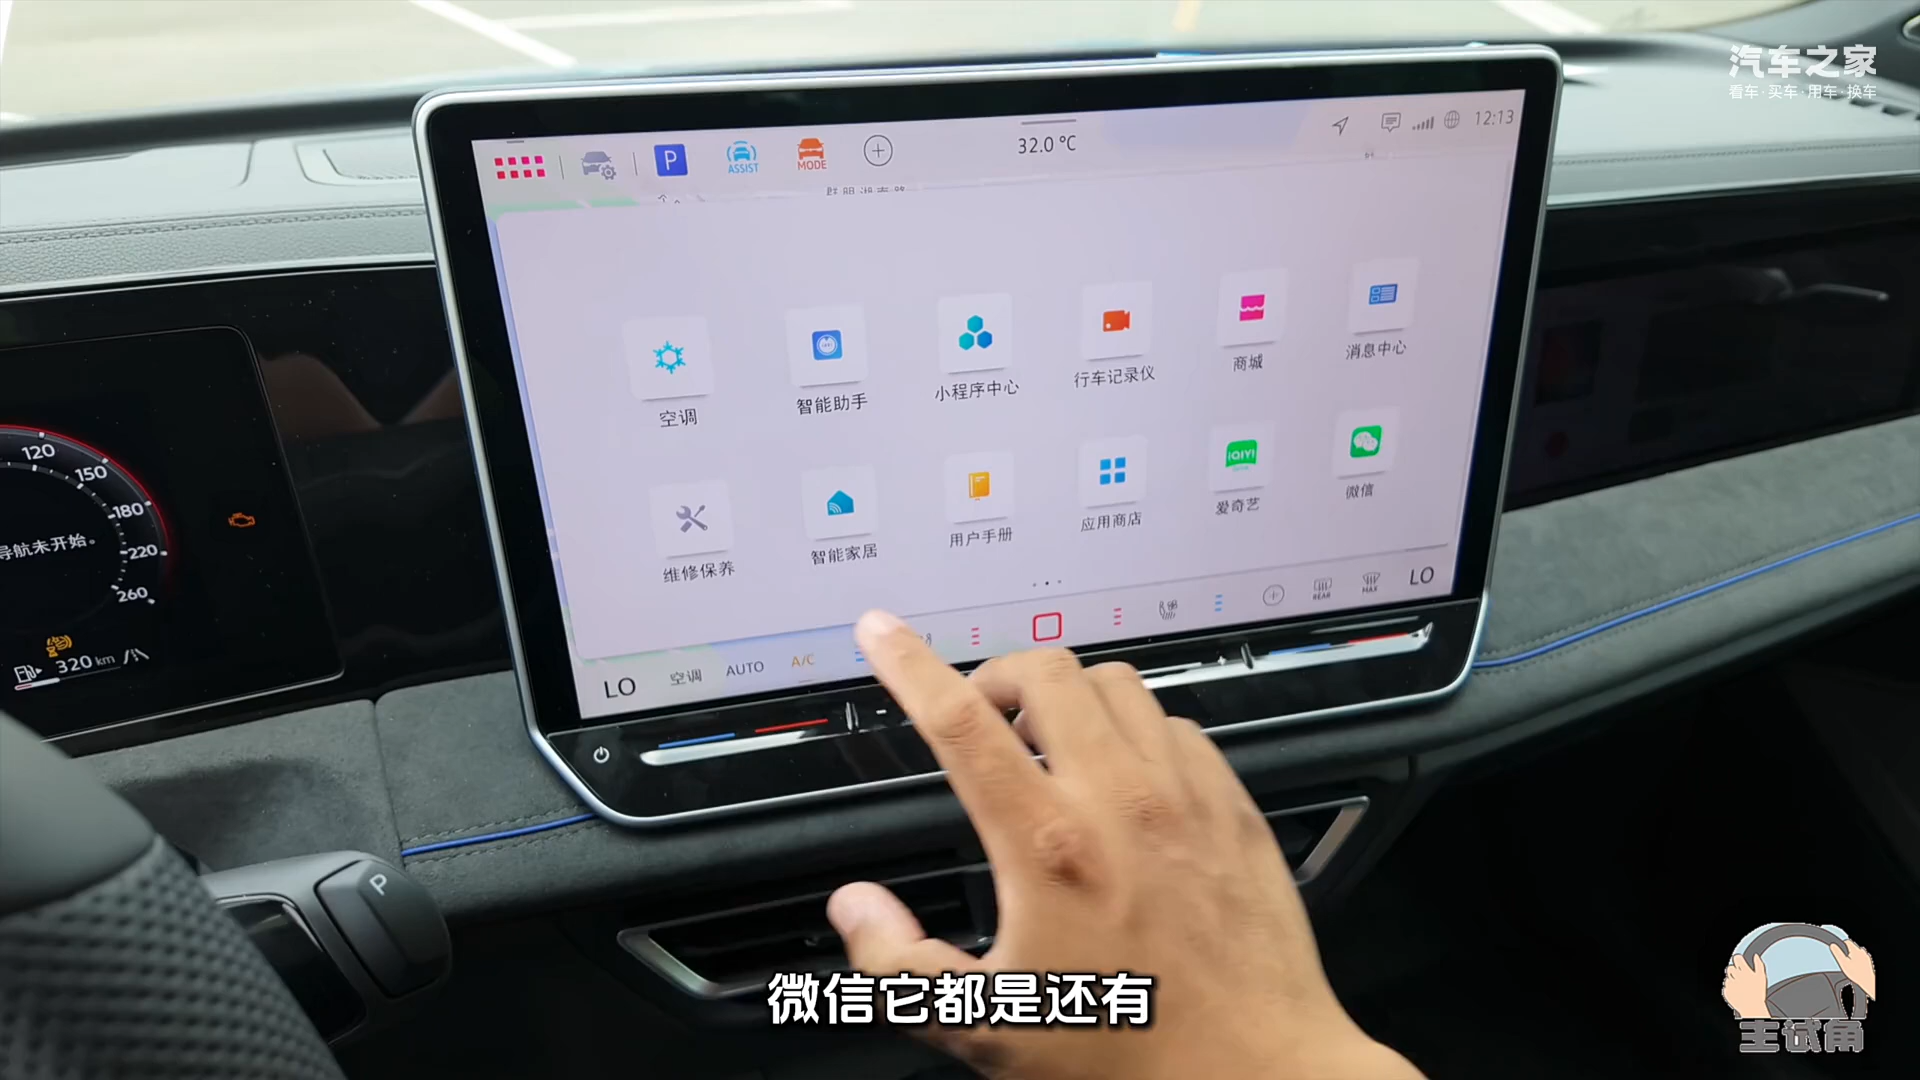 汽车之家
看车·买车·用车·换车
P
ASSIST
MODE
32.0 °C
12:13
空调
智能助手
小程序中心
行车记录仪
商城
消息中心
维修保养
智能家居
用户手册
应用商店
iQIYI
爱奇艺
微信
LO
空调
AUTO
A/C
REAR
MAX
LO
120
150
180
220
260
导航未开始。
320 km
P
微信它都是还有
主试角